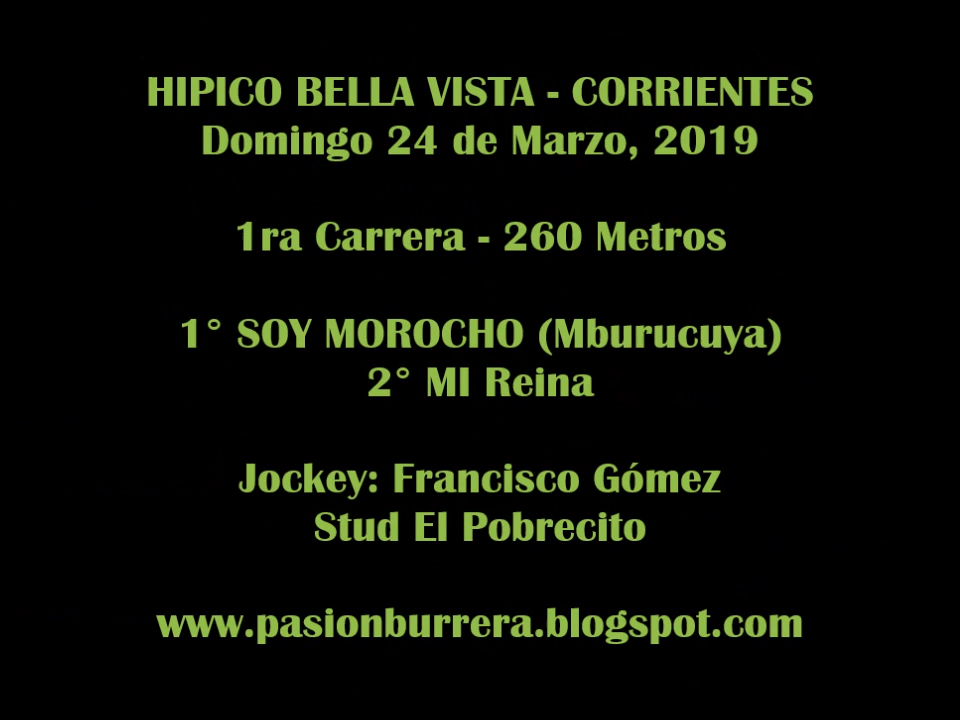 HIPICO BELLA VISTA - CORRIENTES
Domingo 24 de Marzo, 2019
1ra Carrera - 260 Metros
1° SOY MOROCHO (Mburucuya)
2° MI Reina
Jockey: Francisco Gómez
Stud El Pobrecito
www.pasionburrera.blogspot.com